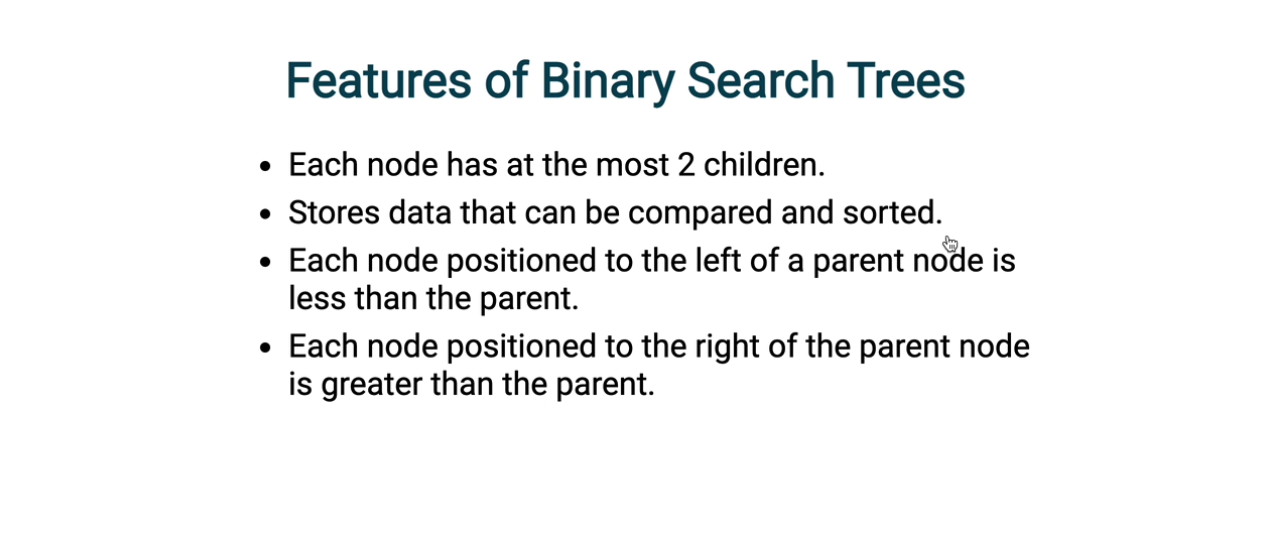 Features of Binary Search Trees
• Each node has at the most 2 children.
• Stores data that can be compared and sorted.
• Each node positioned to the left of a parent node is
less than the parent.
• Each node positioned to the right of the parent node
is greater than the parent.